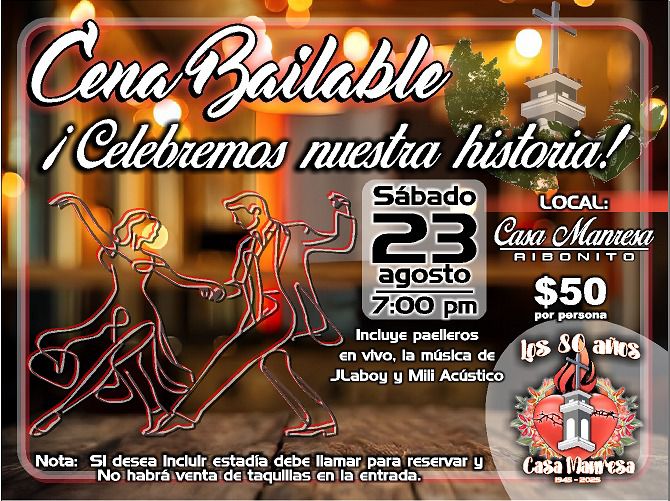 Cena Bailable
¡Celebremos nuestra historia!
Sábado
23
agosto
7:00 pm
LOCAL:
Casa Manresa
AIBONITO
$50
por persona
Incluye paelleros
en vivo, la música de
JLaboy y Mili Acústico
los 80 años
Casa Manresa
1945 - 2025
Nota: Si desea incluir estadía debe llamar para reservar y
No habrá venta de taquillas en la entrada.